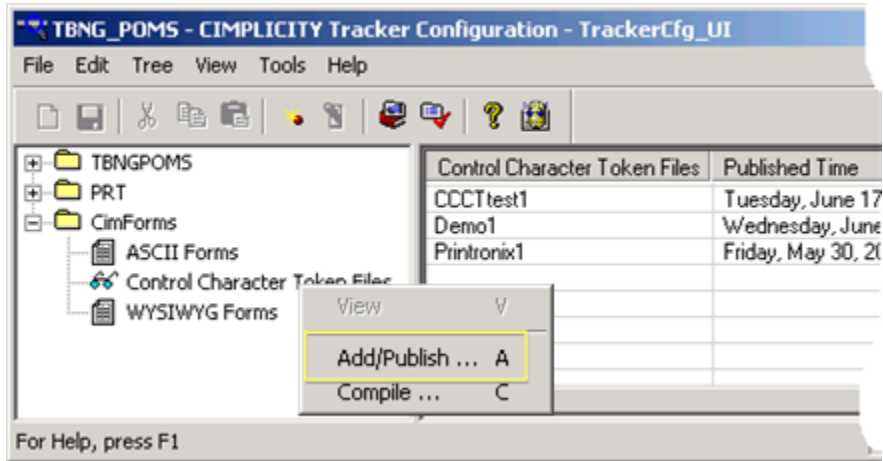 TBNG_POMS - CIMPLICITY Tracker Configuration - TrackerCfg_UI
File Edit Tree View Tools Help
TBNGPOMS
PRT
CimForms
ASCII Forms
Control Character Token Files
WYSIWYG Forms
Control Character Token Files Published Time
CCCTtest1 Tuesday, June 17
Demo1 Wednesday, June
Printronix1 Friday, May 30,
View V
Add/Publish ... A
Compile ... C
For Help, press F1